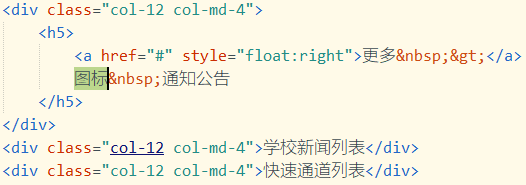 <div class="col-12 col-md-4">
<h5>
<a href="#" style="float:right">更多&nbsp;&gt;</a>
图标&nbsp;通知公告
</h5>
</div>
<div class="col-12 col-md-4">学校新闻列表</div>
<div class="col-12 col-md-4">快速通道列表</div>